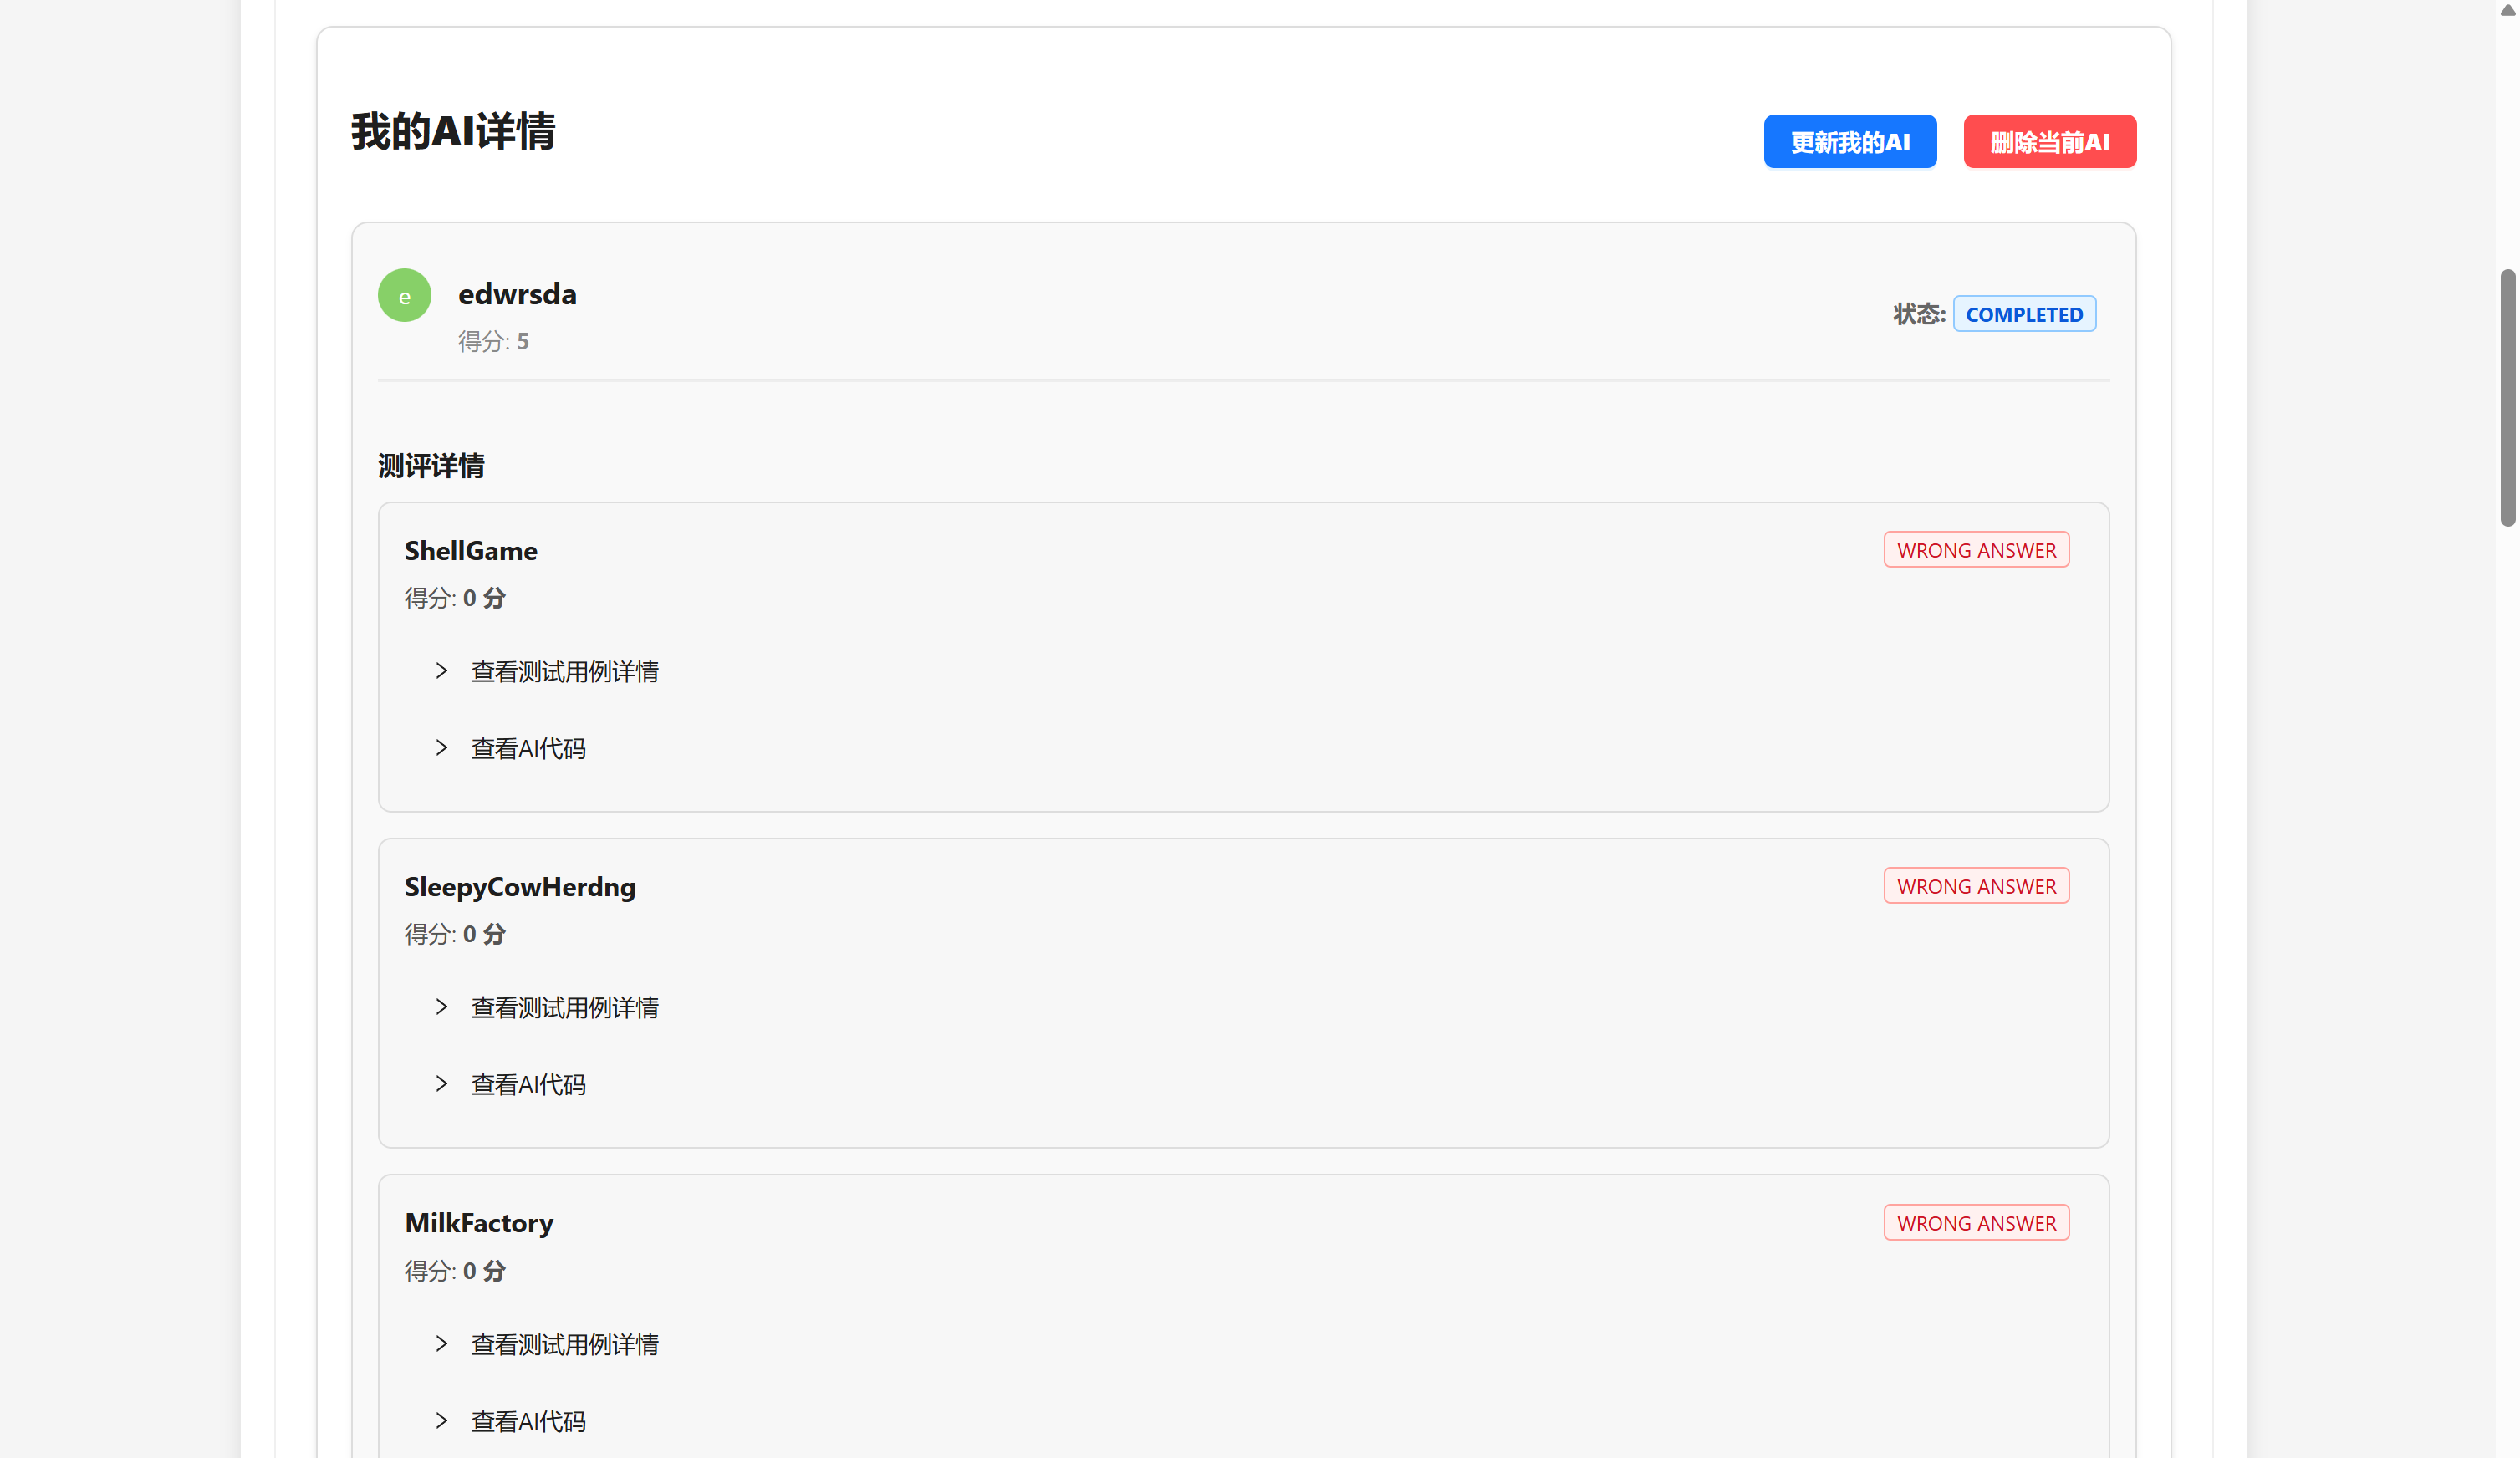 我的AI详情
更新我的AI
删除当前AI
e
edwrsda
得分: 5
状态: COMPLETED
测评详情
ShellGame
WRONG ANSWER
得分: 0 分
查看测试用例详情
查看AI代码
SleepyCowHerdng
WRONG ANSWER
得分: 0 分
查看测试用例详情
查看AI代码
MilkFactory
WRONG ANSWER
得分: 0 分
查看测试用例详情
查看AI代码